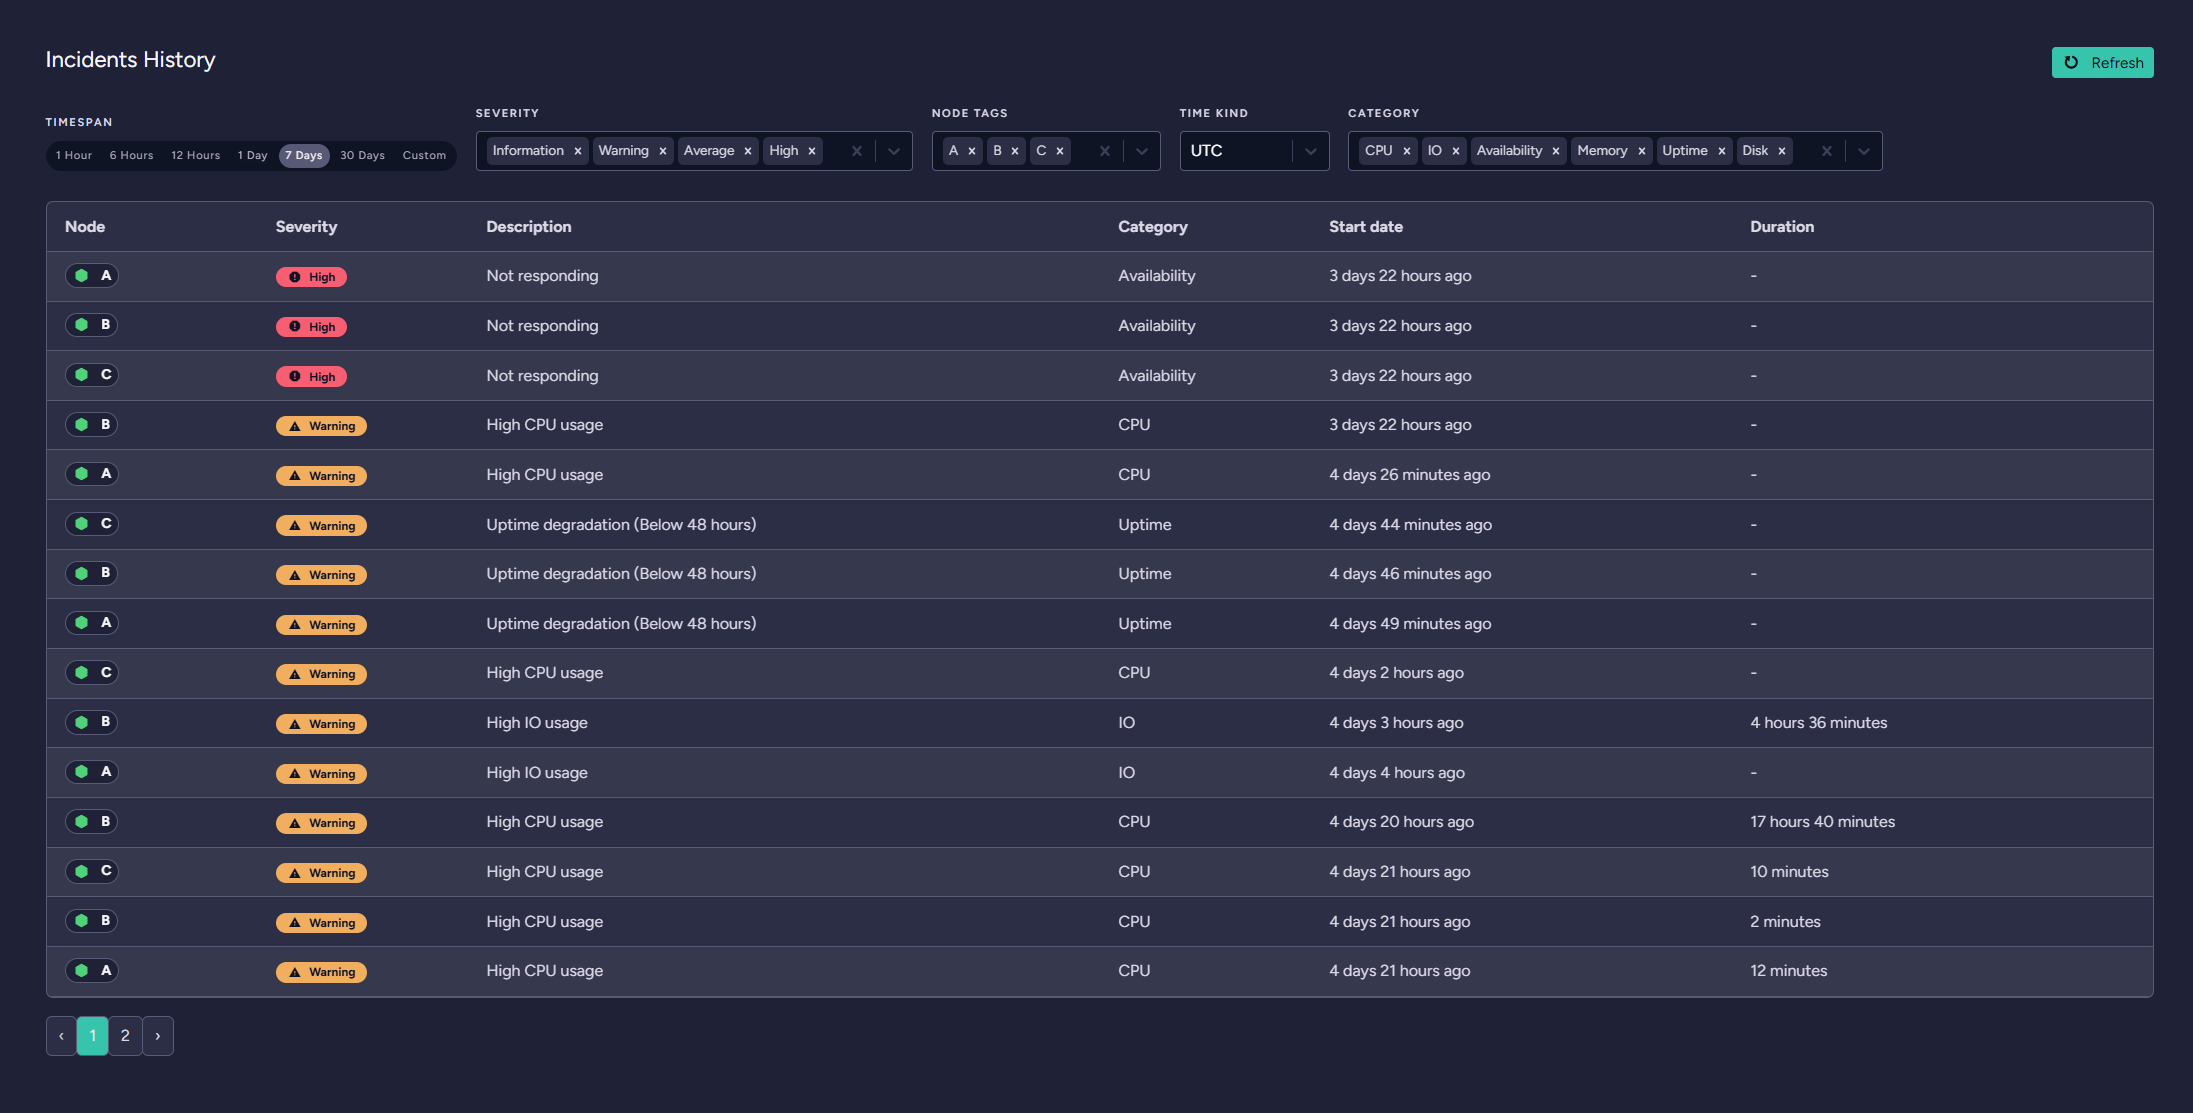 Incidents History
Refresh
TIMESPAN
1 Hour 6 Hours 12 Hours 1 Day 7 Days 30 Days Custom
SEVERITY
Information × Warning × Average × High ×
NODE TAGS
A × B × C ×
TIME KIND
UTC
CATEGORY
CPU × IO × Availability × Memory × Uptime × Disk ×
Node Severity Description Category Start date Duration
A High Not responding Availability 3 days 22 hours ago -
B High Not responding Availability 3 days 22 hours ago -
C High Not responding Availability 3 days 22 hours ago -
B Warning High CPU usage CPU 3 days 22 hours ago -
A Warning High CPU usage CPU 4 days 26 minutes ago -
C Warning Uptime degradation (Below 48 hours) Uptime 4 days 44 minutes ago -
B Warning Uptime degradation (Below 48 hours) Uptime 4 days 46 minutes ago -
A Warning Uptime degradation (Below 48 hours) Uptime 4 days 49 minutes ago -
C Warning High CPU usage CPU 4 days 2 hours ago -
B Warning High IO usage IO 4 days 3 hours ago 4 hours 36 minutes
A Warning High IO usage IO 4 days 4 hours ago -
B Warning High CPU usage CPU 4 days 20 hours ago 17 hours 40 minutes
C Warning High CPU usage CPU 4 days 21 hours ago 10 minutes
B Warning High CPU usage CPU 4 days 21 hours ago 2 minutes
A Warning High CPU usage CPU 4 days 21 hours ago 12 minutes
‹ 1 2 ›